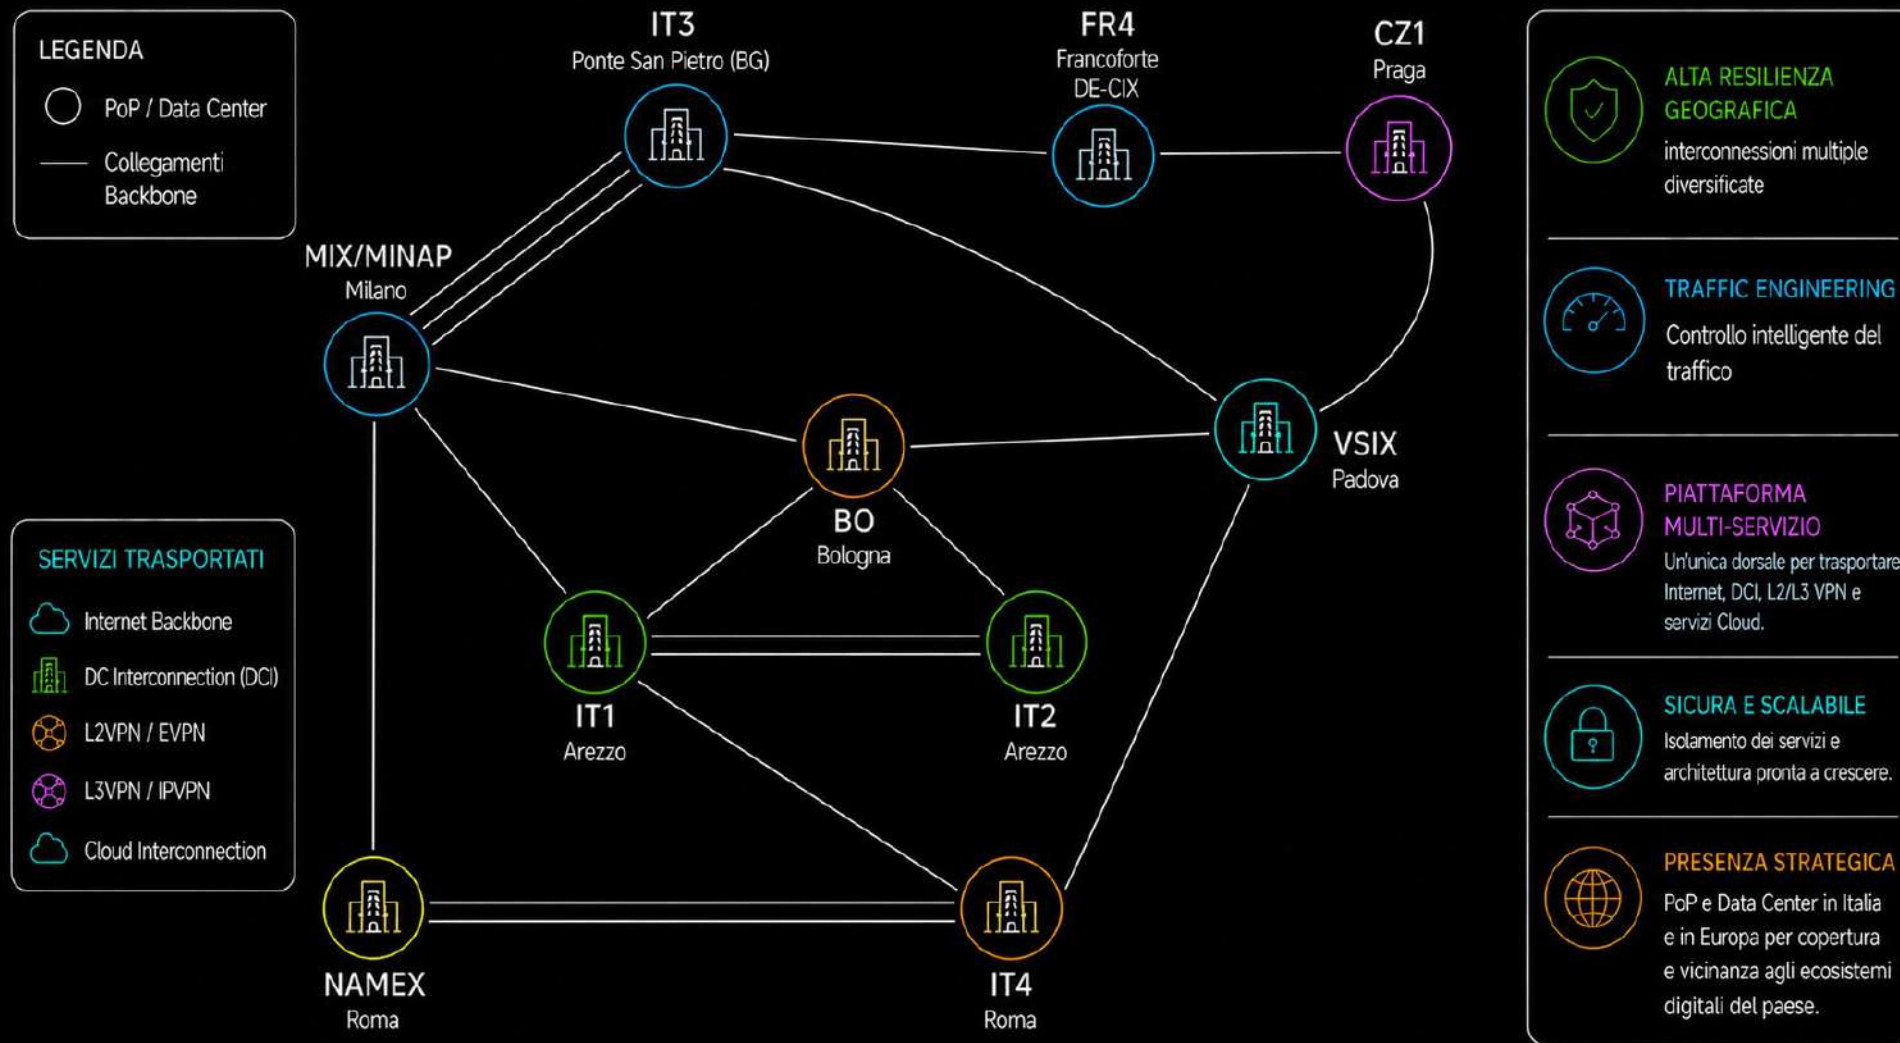 LEGENDA
PoP / Data Center
Collegamenti
Backbone
IT3
Ponte San Pietro (BG)
FR4
Francoforte
DE-CIX
CZ1
Praga
MIX/MINAP
Milano
BO
Bologna
VSIX
Padova
IT1
Arezzo
IT2
Arezzo
NAMEX
Roma
IT4
Roma
SERVIZI TRASPORTATI
Internet Backbone
DC Interconnection (DCI)
L2VPN / EVPN
L3VPN / IPVPN
Cloud Interconnection
ALTA RESILIENZA
GEOGRAFICA
interconnessioni multiple
diversificate
TRAFFIC ENGINEERING
Controllo intelligente del
traffico
PIATTAFORMA
MULTI-SERVIZIO
Un'unica dorsale per trasportare
Internet, DCI, L2/L3 VPN e
servizi Cloud.
SICURA E SCALABILE
Isolamento dei servizi e
architettura pronta a crescere.
PRESENZA STRATEGICA
PoP e Data Center in Italia
e in Europa per copertura
e vicinanza agli ecosistemi
digitali del paese.